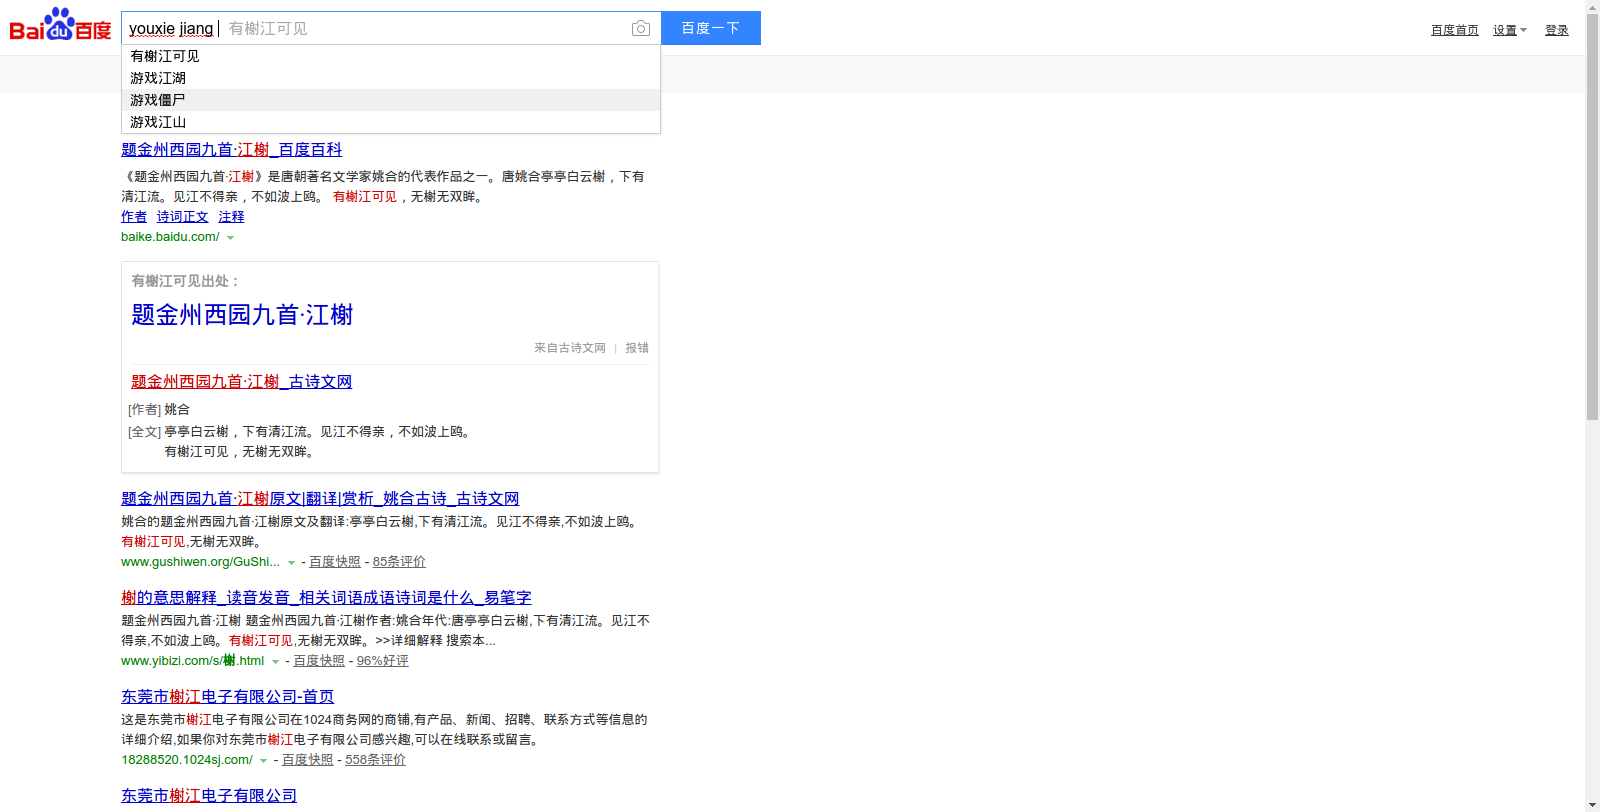 Baidu百度
youxie jiang 有榭江可见
百度一下
百度首页 设置 登录
有榭江可见
游戏江湖
游戏僵尸
游戏江山
题金州西园九首·江榭_百度百科
《题金州西园九首·江榭》是唐朝著名文学家姚合的代表作品之一。唐姚合亭亭白云榭，下有
清江流。见江不得亲，不如波上鸥。 有榭江可见，无榭无双眸。
作者 诗词正文 注释
baike.baidu.com/
有榭江可见出处：
题金州西园九首·江榭
来自古诗文网 | 报错
题金州西园九首·江榭_古诗文网
[作者] 姚合
[全文] 亭亭白云榭，下有清江流。见江不得亲，不如波上鸥。
有榭江可见，无榭无双眸。
题金州西园九首·江榭原文|翻译|赏析_姚合古诗_古诗文网
姚合的题金州西园九首·江榭原文及翻译:亭亭白云榭,下有清江流。见江不得亲,不如波上鸥。
有榭江可见,无榭无双眸。
www.gushiwen.org/GuShi... - 百度快照 - 85条评价
榭的意思解释_读音发音_相关词语成语诗词是什么_易笔字
题金州西园九首·江榭 题金州西园九首·江榭作者:姚合年代:唐亭亭白云榭,下有清江流。见江不
得亲,不如波上鸥。有榭江可见,无榭无双眸。>>详细解释 搜索本...
www.yibizi.com/s/榭.html - 百度快照 - 96%好评
东莞市榭江电子有限公司-首页
这是东莞市榭江电子有限公司在1024商务网的商铺,有产品、新闻、招聘、联系方式等信息的
详细介绍,如果你对东莞市榭江电子有限公司感兴趣,可以在线联系或留言。
18288520.1024sj.com/ - 百度快照 - 558条评价
东莞市榭江电子有限公司